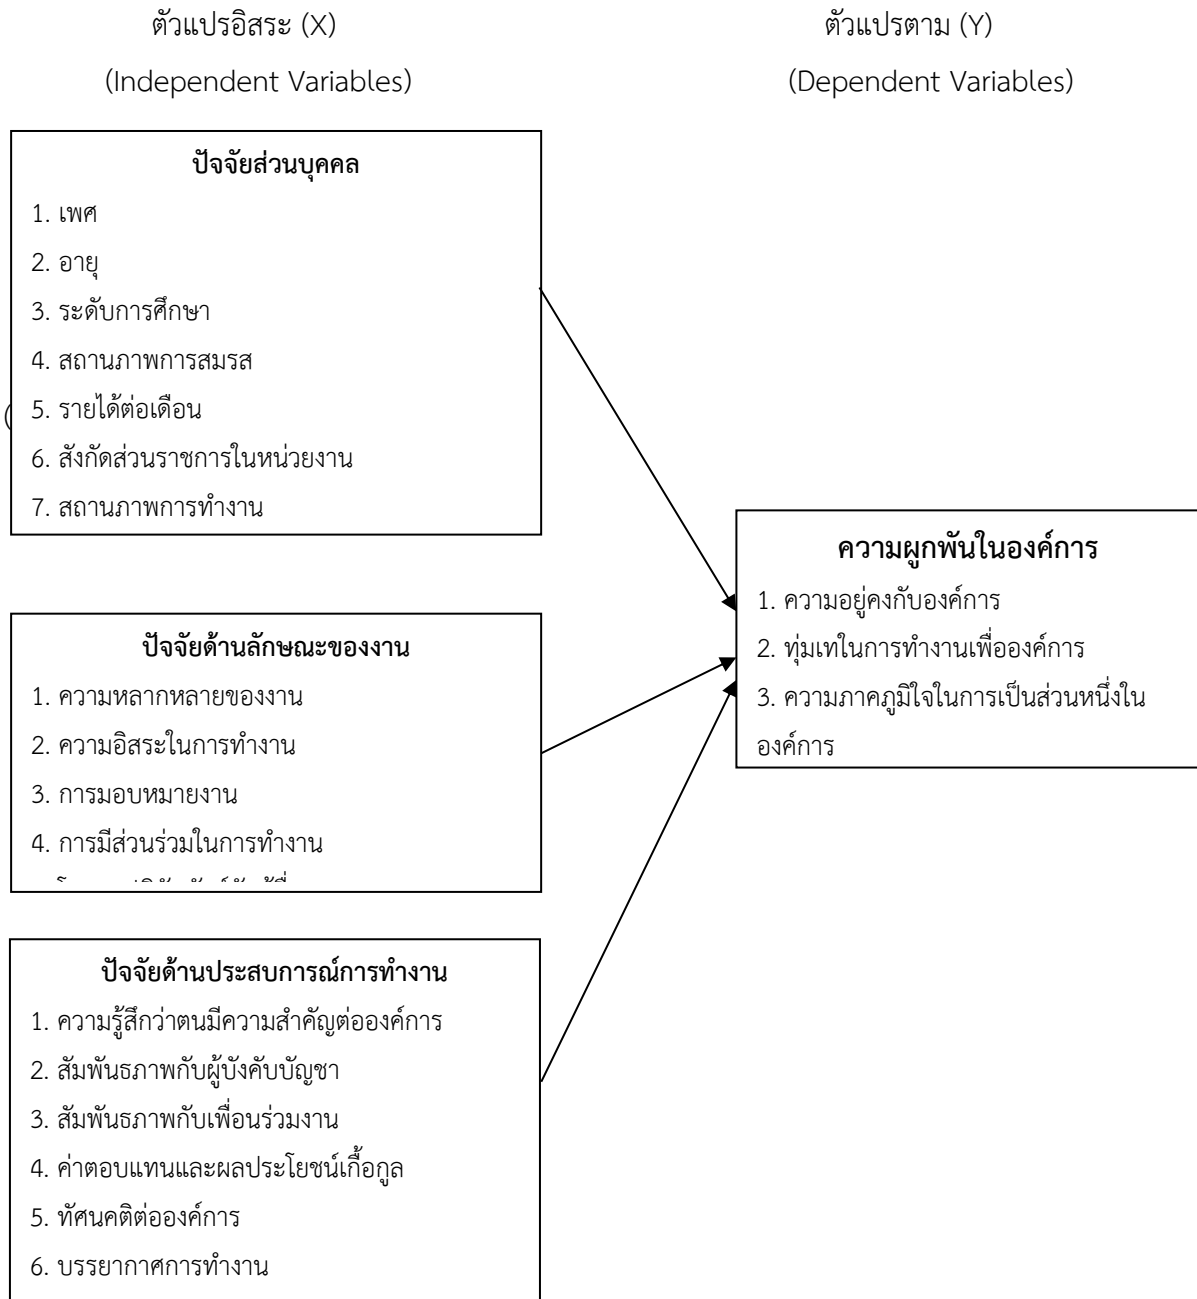 ตัวแปรอิสระ (X)
(Independent Variables)
ตัวแปรตาม (Y)
(Dependent Variables)
ปัจจัยส่วนบุคคล
1. เพศ
2. อายุ
3. ระดับการศึกษา
4. สถานภาพการสมรส
(
5. รายได้ต่อเดือน
6. สังกัดส่วนราชการในหน่วยงาน
7. สถานภาพการทำงาน
ปัจจัยด้านลักษณะของงาน
1. ความหลากหลายของงาน
2. ความอิสระในการทำงาน
3. การมอบหมายงาน
4. การมีส่วนร่วมในการทำงาน
ปัจจัยด้านประสบการณ์การทำงาน
1. ความรู้สึกว่าตนมีความสำคัญต่อองค์การ
2. สัมพันธภาพกับผู้บังคับบัญชา
3. สัมพันธภาพกับเพื่อนร่วมงาน
4. ค่าตอบแทนและผลประโยชน์เกื้อกูล
5. ทัศนคติต่อองค์การ
6. บรรยากาศการทำงาน
ความผูกพันในองค์การ
1. ความอยู่คงกับองค์การ
2. ทุ่มเทในการทำงานเพื่อองค์การ
3. ความภาคภูมิใจในการเป็นส่วนหนึ่งใน
องค์การ